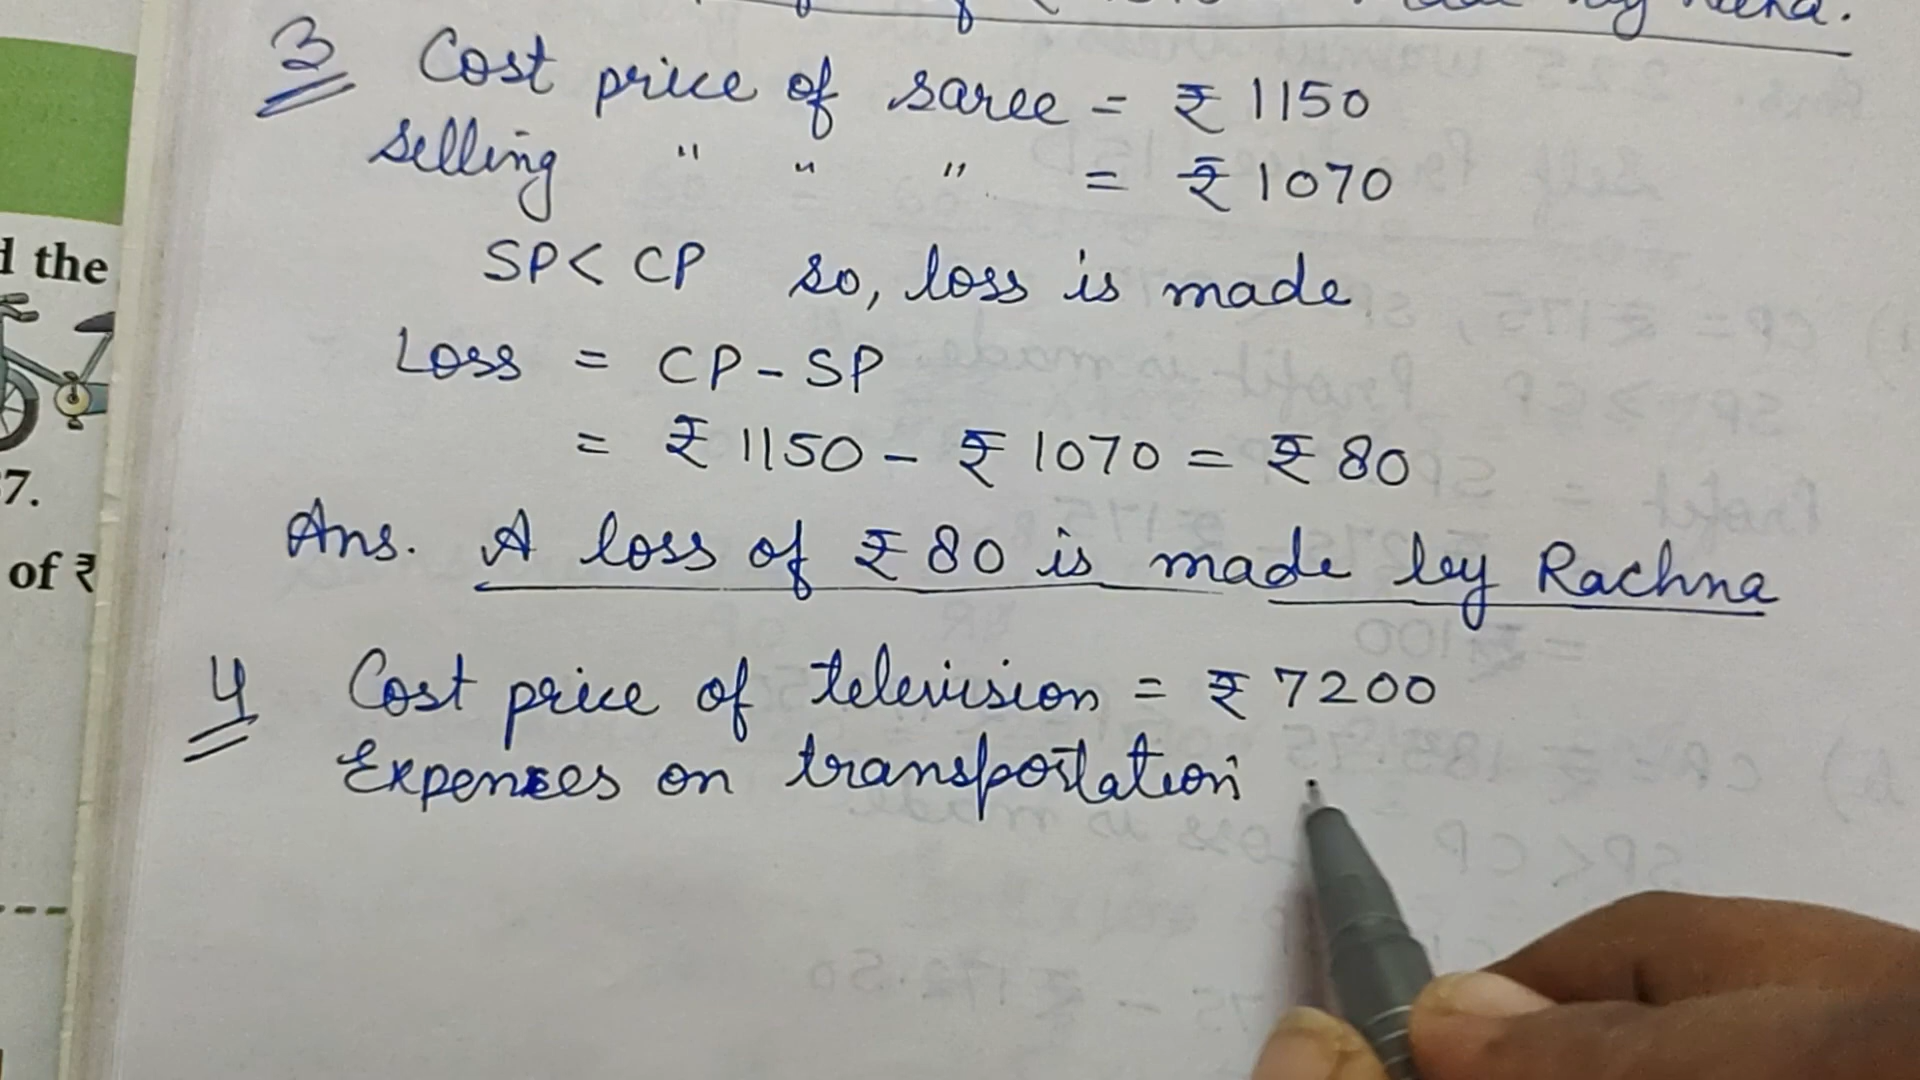 3 Cost price of saree = ₹ 1150
Selling " " " = ₹ 1070
SP < CP so, loss is made
Loss = CP - SP
= ₹ 1150 - ₹ 1070 = ₹ 80
Ans. A loss of ₹ 80 is made by Rachna
4 Cost price of television = ₹ 7200
Expenses on transportation
the
7.
of ₹